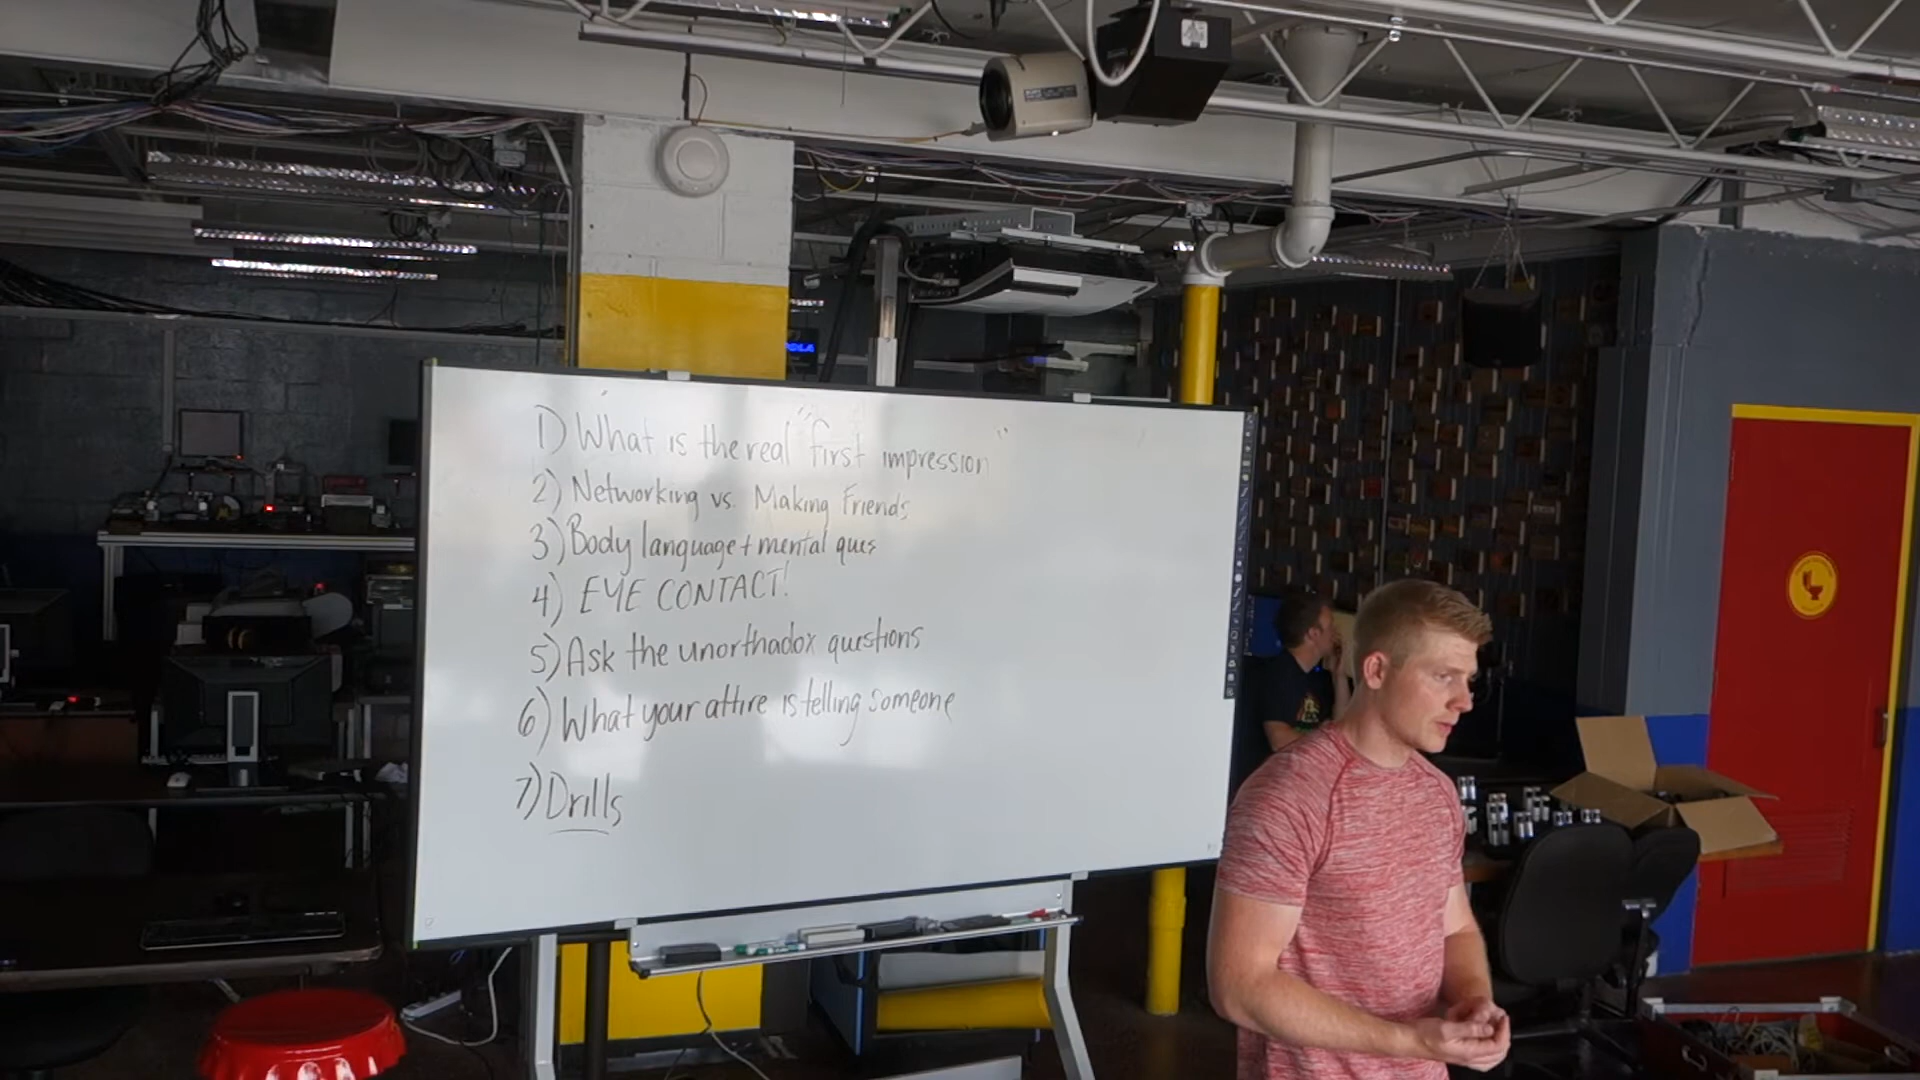 1) What is the real "first impression"
2) Networking vs. Making Friends
3) Body language + mental ques
4) EYE CONTACT!
5) Ask the unorthadox questions
6) What your attire is telling someone
7) Drills